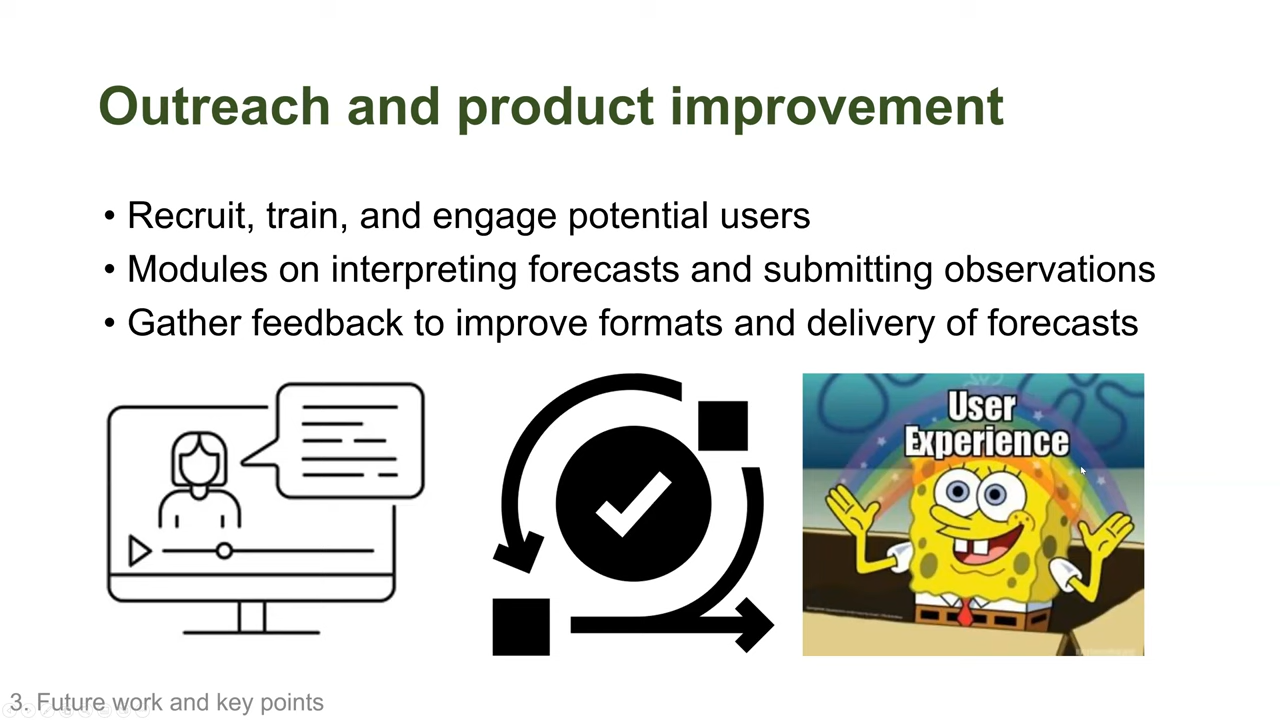 Outreach and product improvement
• Recruit, train, and engage potential users
• Modules on interpreting forecasts and submitting observations
• Gather feedback to improve formats and delivery of forecasts
User
Experience
3. Future work and key points